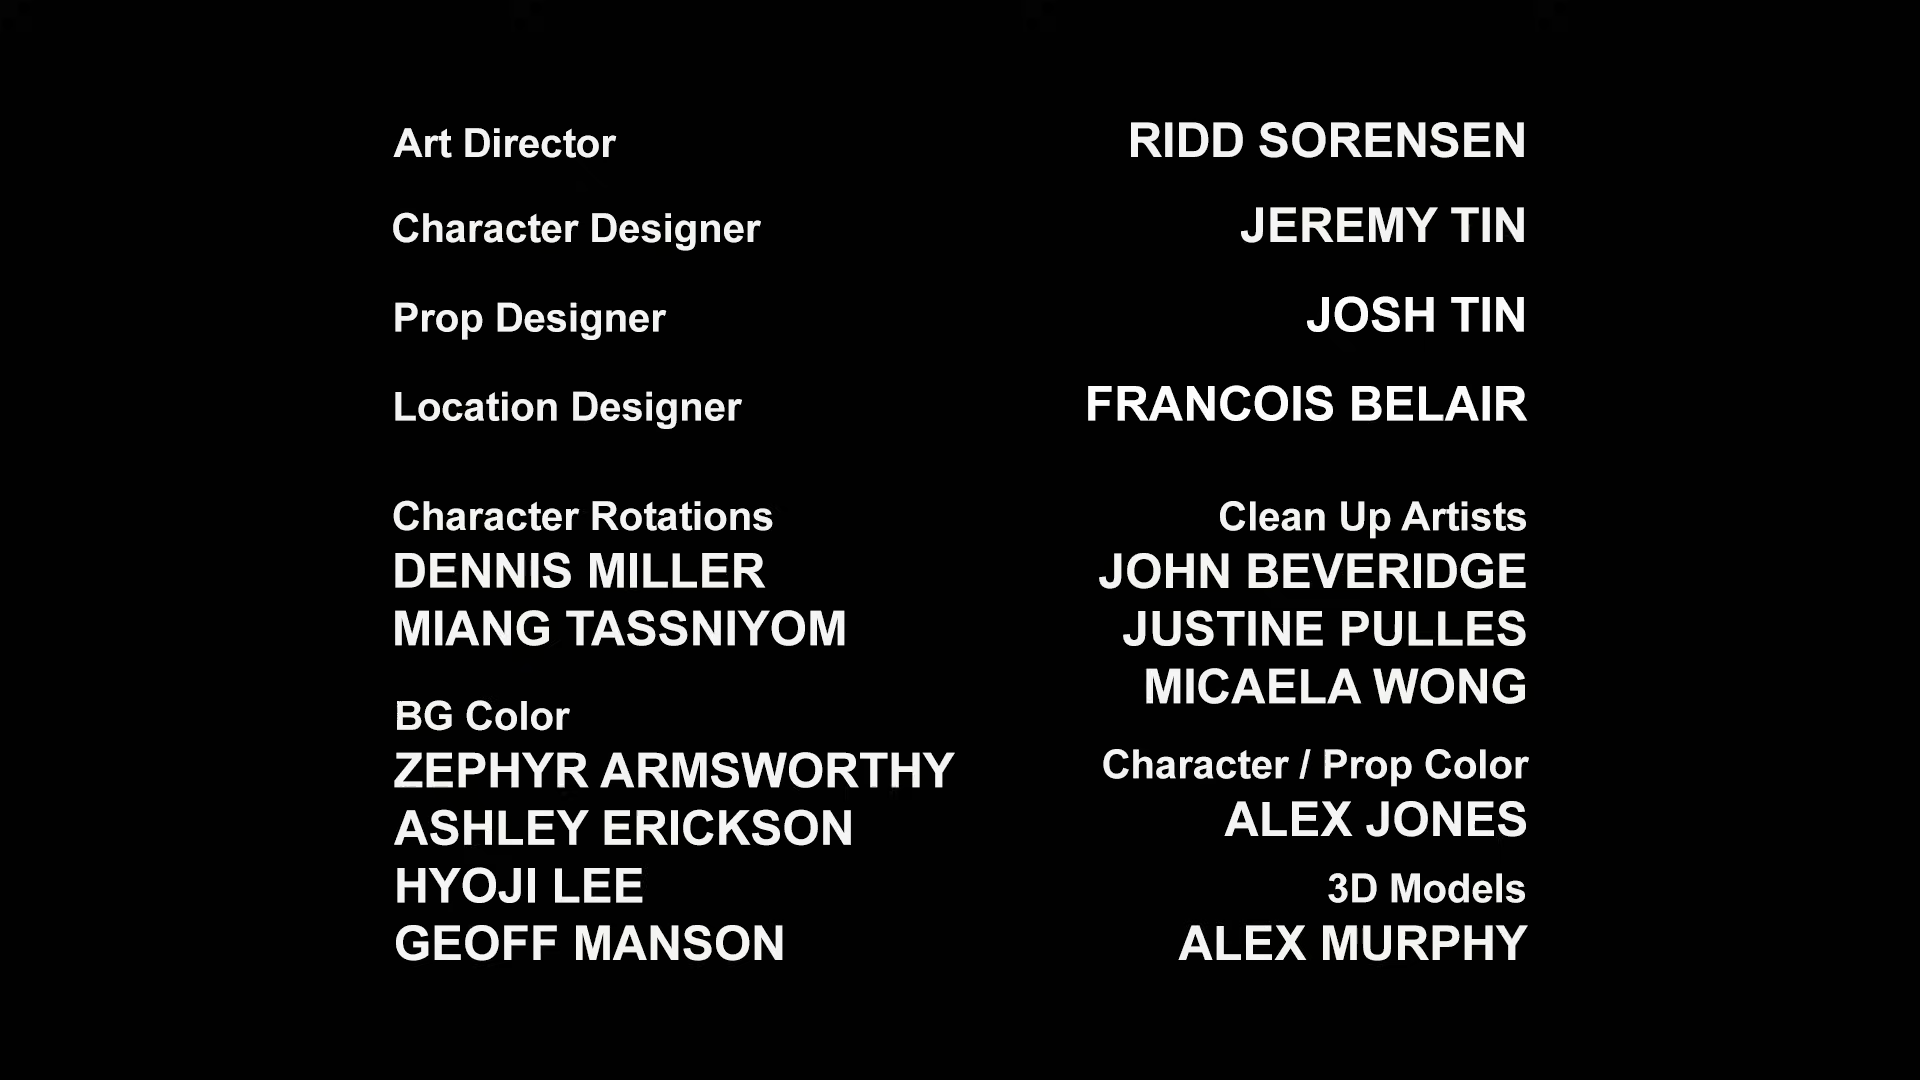 Art Director RIDD SORENSEN
Character Designer JEREMY TIN
Prop Designer JOSH TIN
Location Designer FRANCOIS BELAIR
Character Rotations
DENNIS MILLER
MIANG TASSNIYOM
BG Color
ZEPHYR ARMSWORTHY
ASHLEY ERICKSON
HYOJI LEE
GEOFF MANSON
Clean Up Artists
JOHN BEVERIDGE
JUSTINE PULLES
MICAELA WONG
Character / Prop Color
ALEX JONES
3D Models
ALEX MURPHY